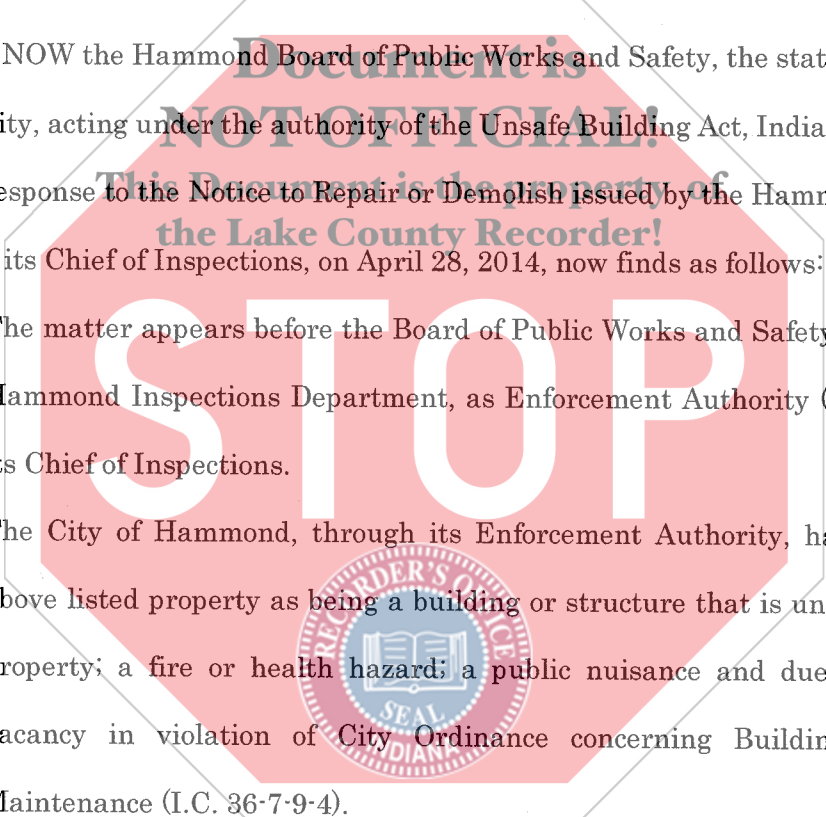 NOW the Hammond Board of Public Works and Safety, the stat
ity, acting under the authority of the Unsafe Building Act, India
esponse to the Notice to Repair or Demolish issued by the Hamm
its Chief of Inspections, on April 28, 2014, now finds as follows:
he matter appears before the Board of Public Works and Safety
ammond Inspections Department, as Enforcement Authority (
s Chief of Inspections.
he City of Hammond, through its Enforcement Authority, ha
bove listed property as being a building or structure that is un
roperty; a fire or health hazard; a public nuisance and due
acancy in violation of City Ordinance concerning Buildin
aintenance (I.C. 36-7-9-4).
Document is
NOT OFFICIAL!
This Document is the property of
the Lake County Recorder!
STOP
RECORDER'S OFFICE
SEAL
INDIANA